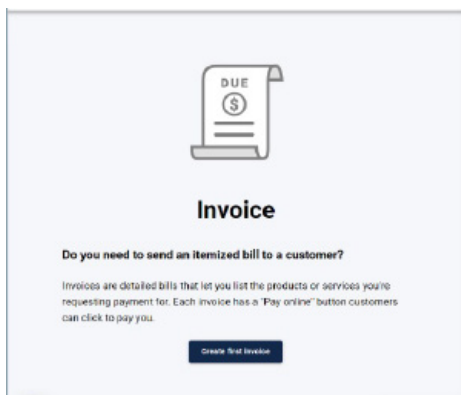 DUE
$
Invoice
Do you need to send an itemized bill to a customer?
Invoices are detailed bills that let you list the products or services you're
requesting payment for. Each invoice has a "Pay online" button customers
can click to pay you.
Create first invoice